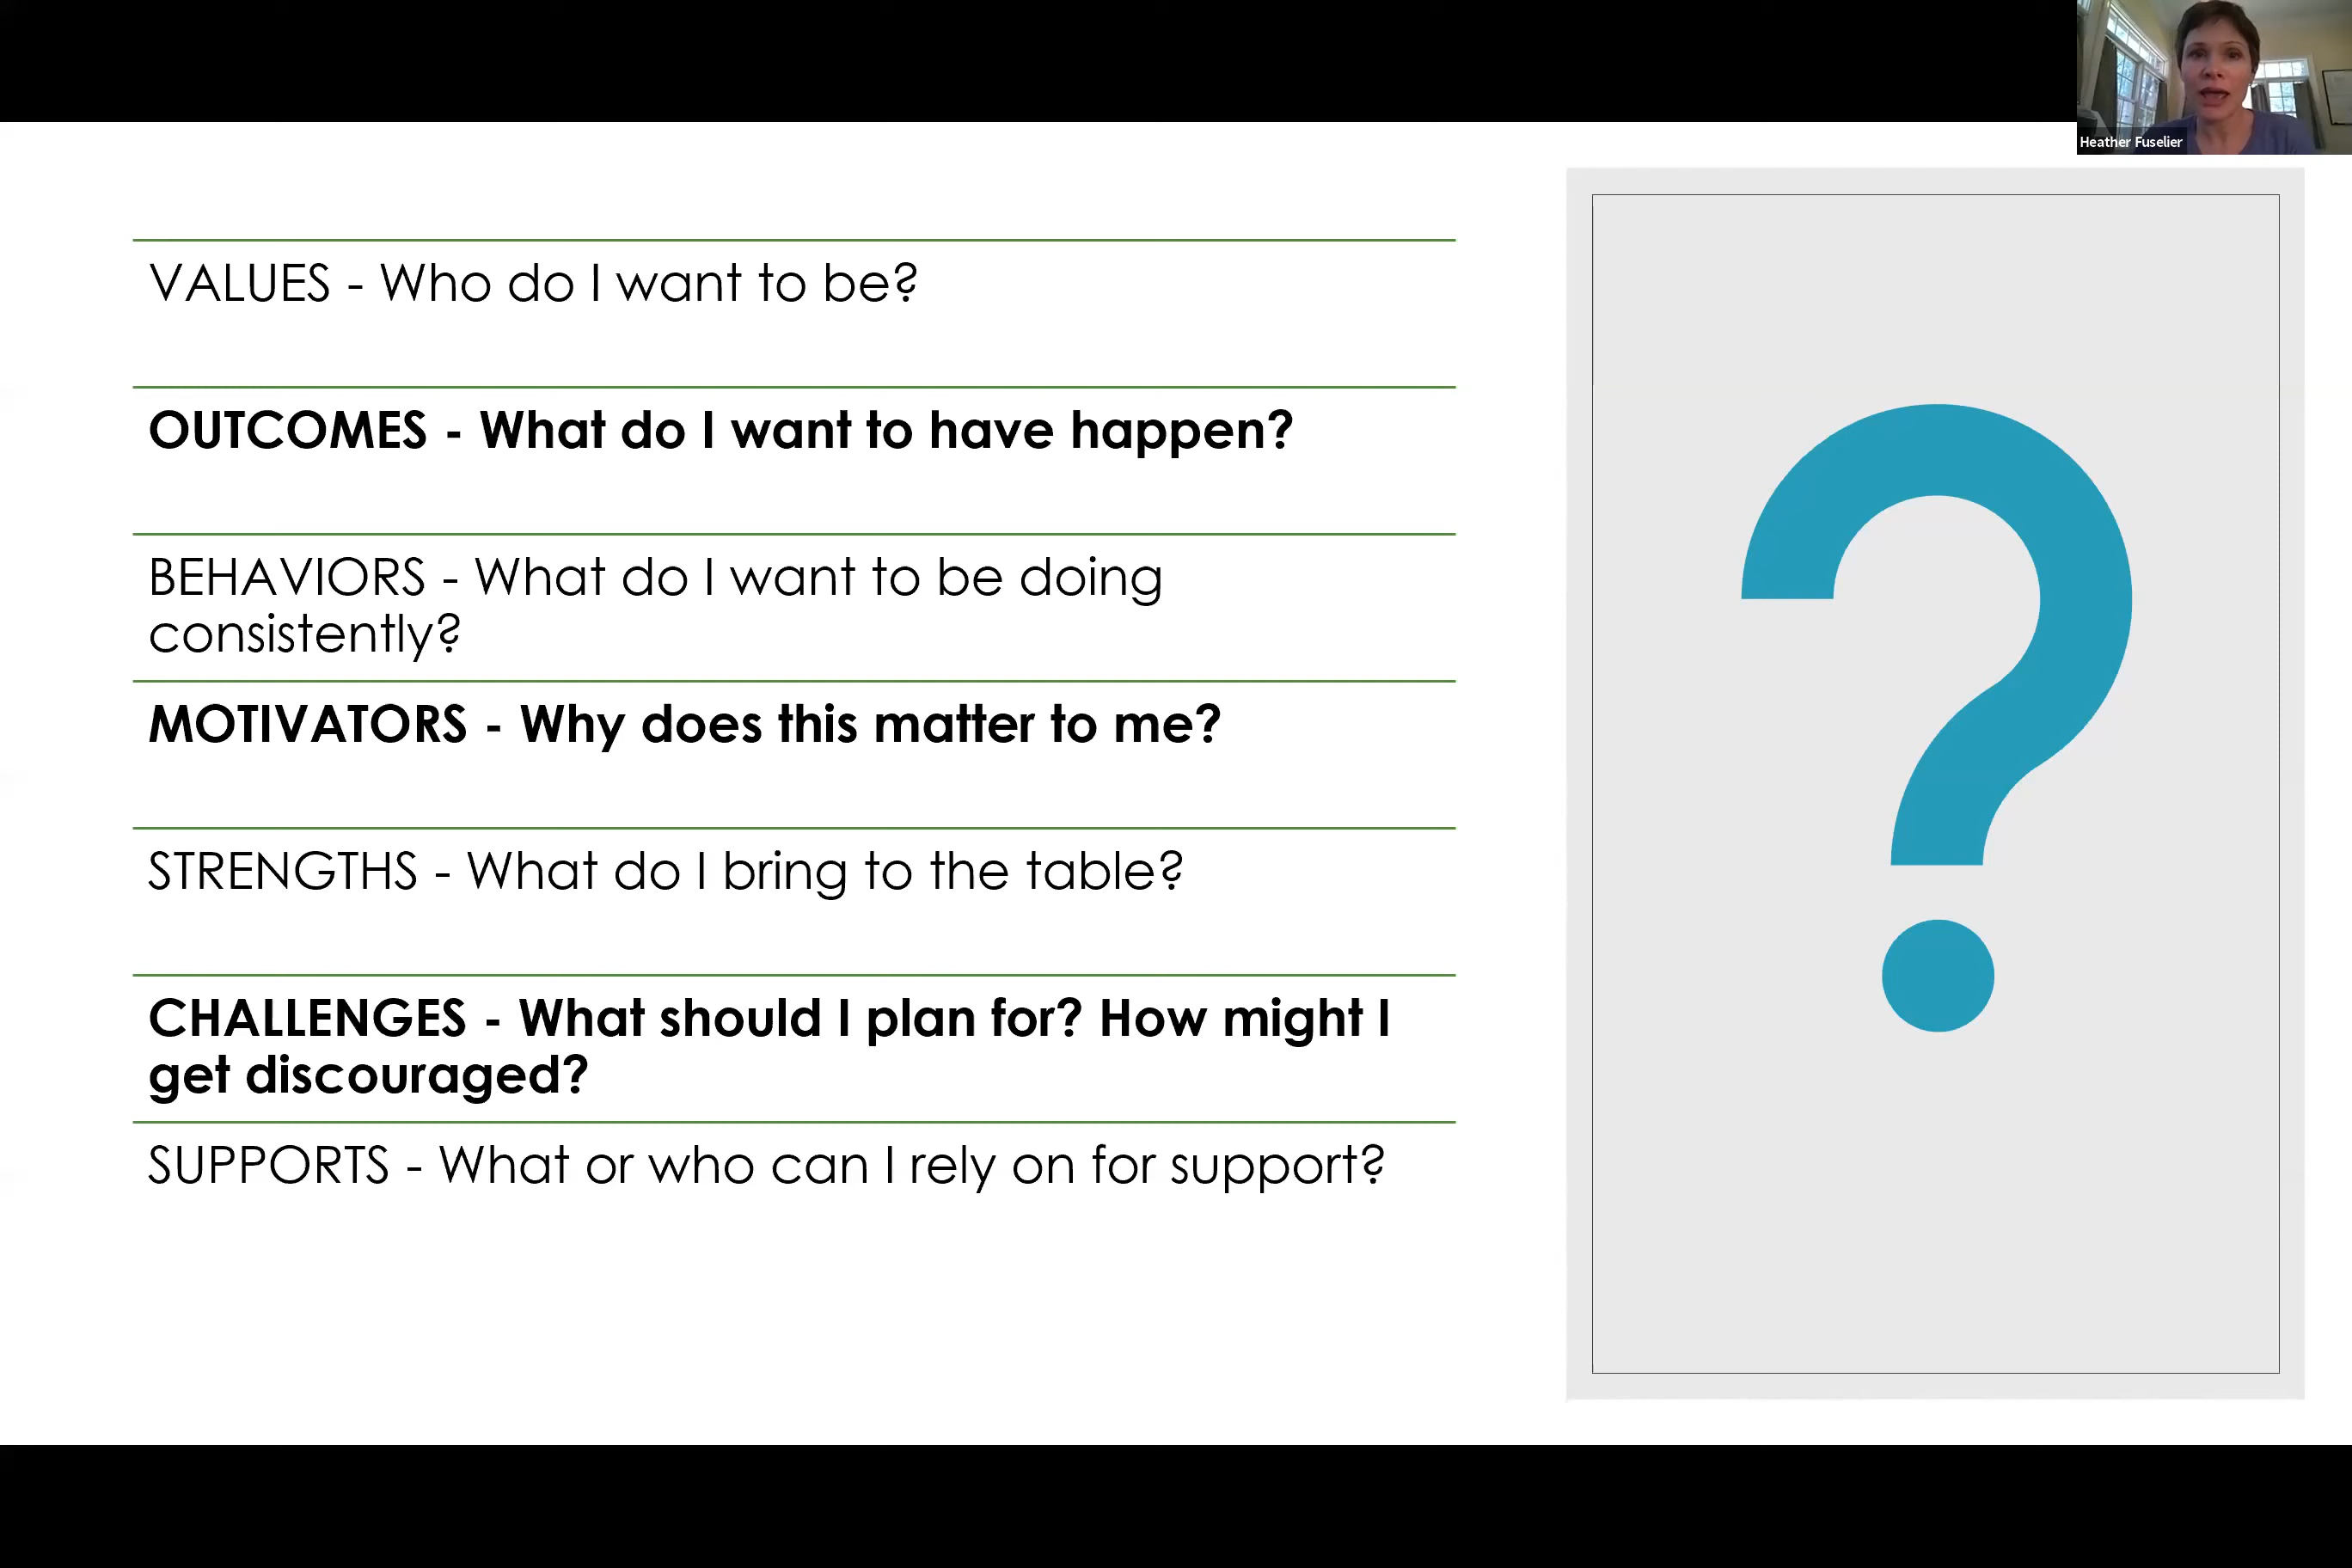 Heather Fuselier
VALUES - Who do I want to be?
OUTCOMES - What do I want to have happen?
BEHAVIORS - What do I want to be doing
consistently?
MOTIVATORS - Why does this matter to me?
STRENGTHS - What do I bring to the table?
CHALLENGES - What should I plan for? How might I
get discouraged?
SUPPORTS - What or who can I rely on for support?
?